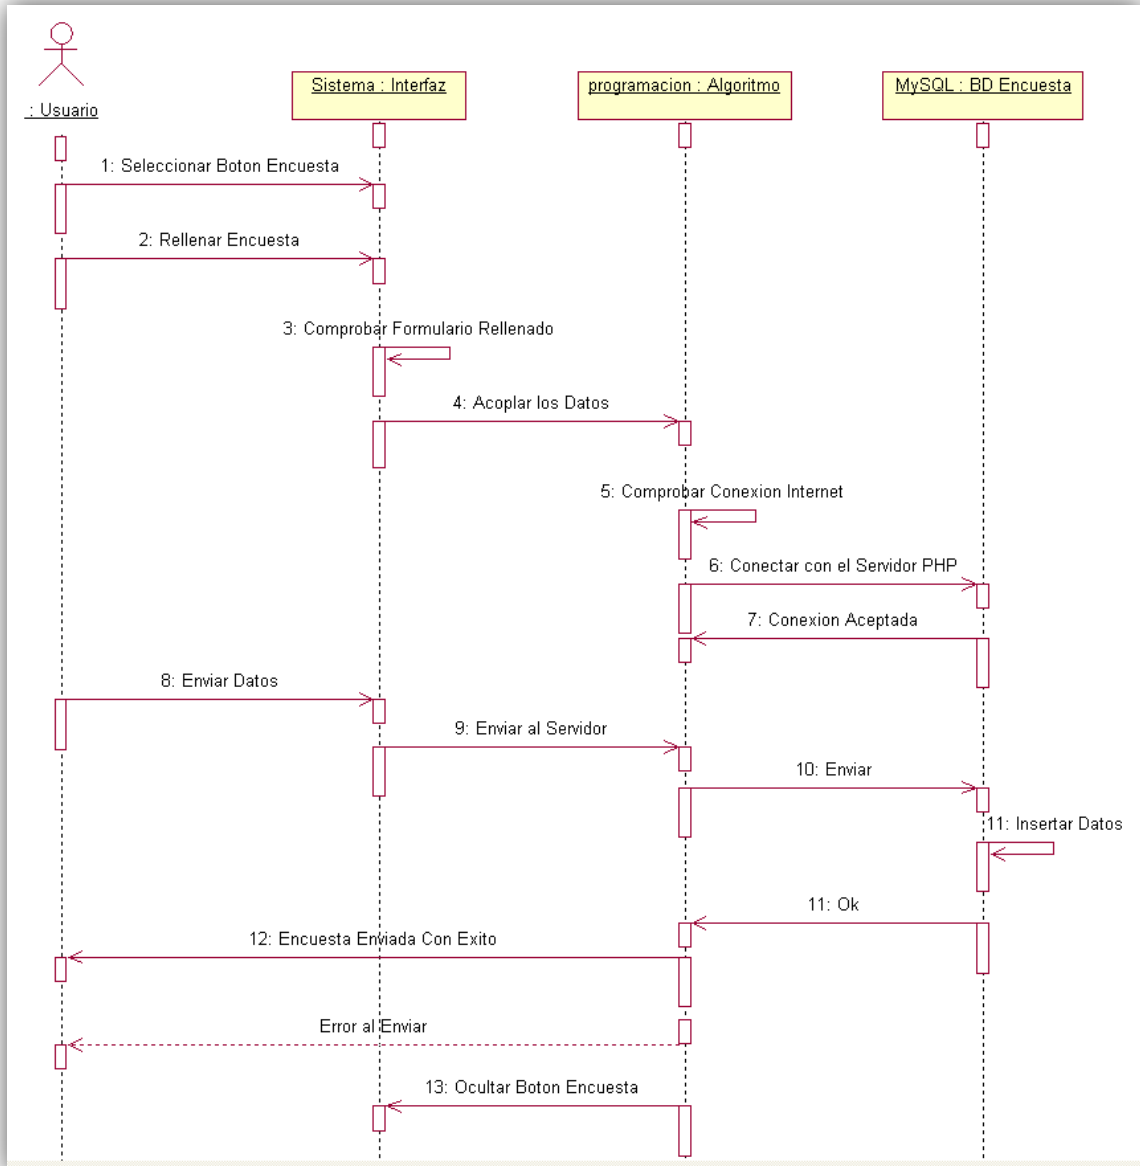 : Usuario
Sistema : Interfaz
programacion : Algoritmo
MySQL : BD Encuesta
1: Seleccionar Boton Encuesta
2: Rellenar Encuesta
3: Comprobar Formulario Rellenado
4: Acoplar los Datos
5: Comprobar Conexion Internet
6: Conectar con el Servidor PHP
7: Conexion Aceptada
8: Enviar Datos
9: Enviar al Servidor
10: Enviar
11: Insertar Datos
11: Ok
12: Encuesta Enviada Con Exito
Error al Enviar
13: Ocultar Boton Encuesta